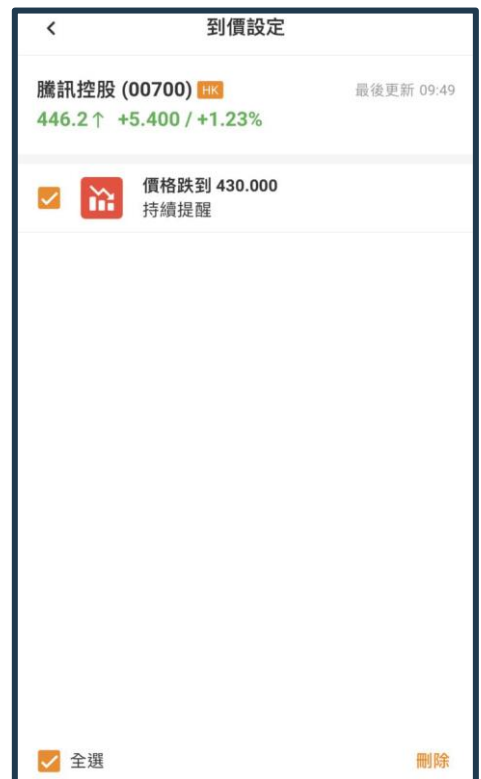 到價設定
騰訊控股 (00700) HK 最後更新 09:49
446.2↑ +5.400 / +1.23%
價格跌到 430.000
持續提醒
全選 刪除